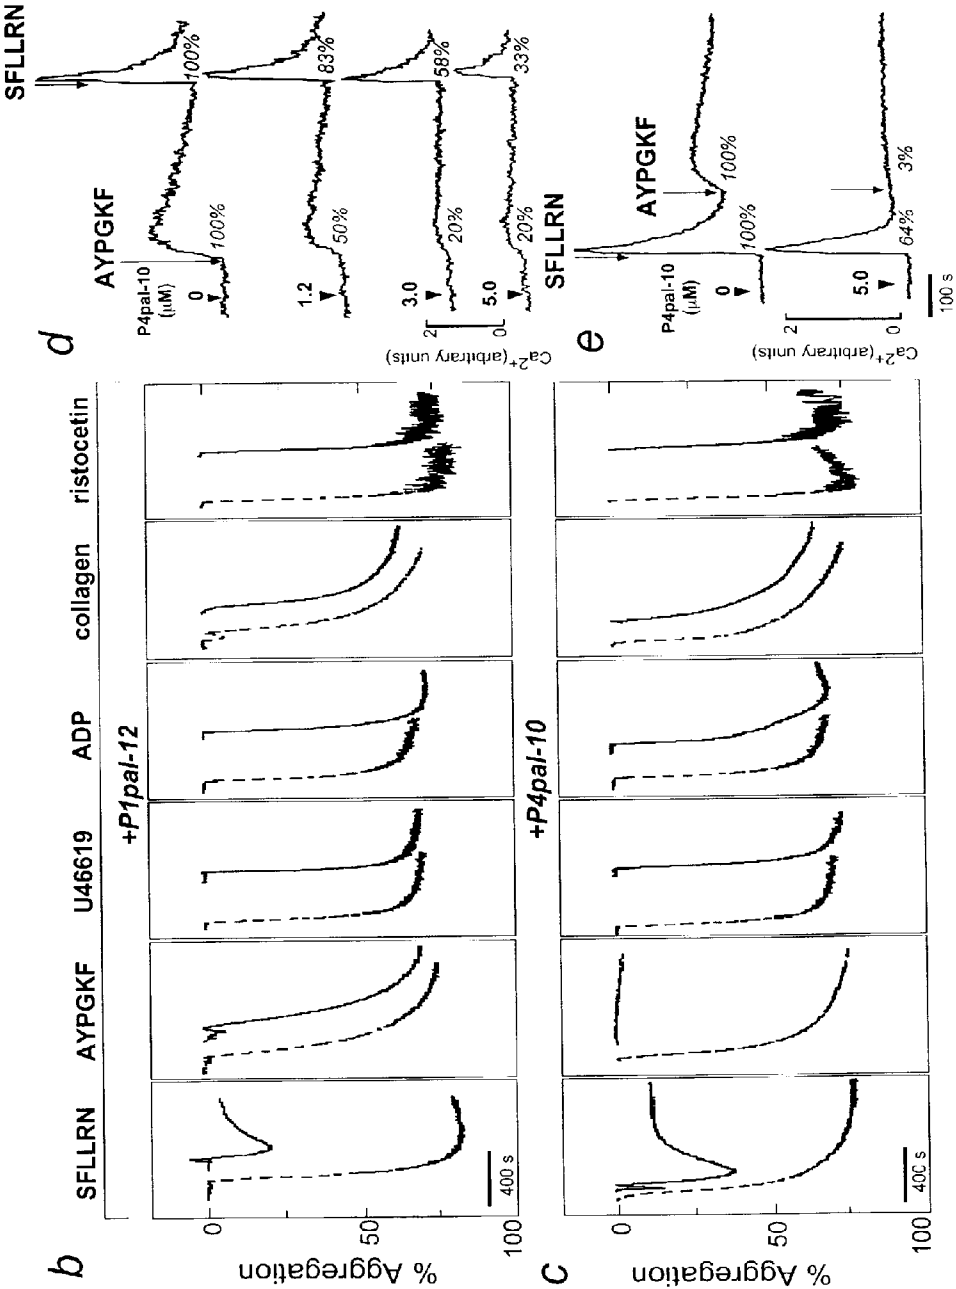 b
SFLLRN
AYPGKF
U46619
ADP
collagen
ristocetin
+P1pal-12
% Aggregation
0
50
100
400 s
c
+P4pal-10
% Aggregation
0
50
100
400 s
d
SFLLRN
AYPGKF
P4pal-10
(μM)
0
100%
100%
1.2
50%
83%
3.0
20%
58%
5.0
20%
33%
2
0
Ca2+(arbitrary units)
e
SFLLRN
AYPGKF
P4pal-10
(μM)
0
100%
100%
5.0
64%
3%
2
0
Ca2+(arbitrary units)
100 s